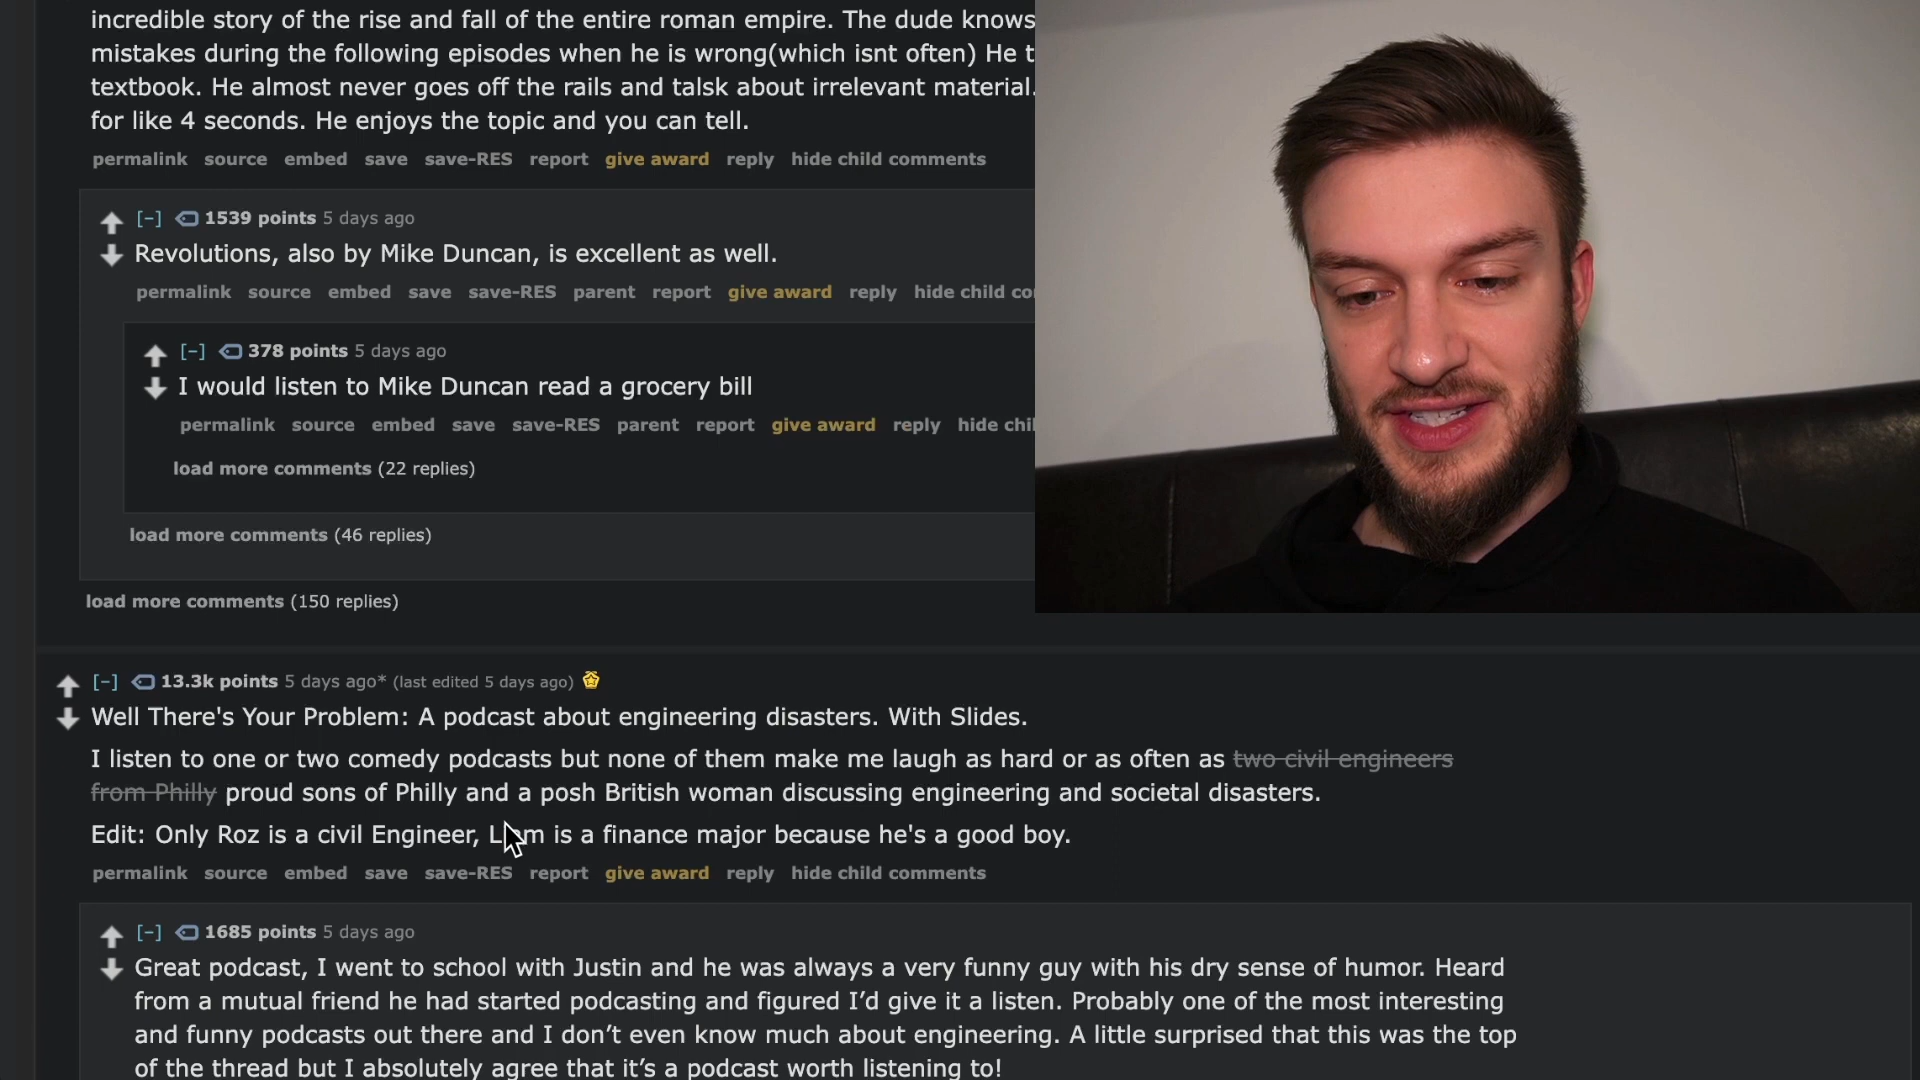 incredible story of the rise and fall of the entire roman empire. The dude knows
mistakes during the following episodes when he is wrong(which isnt often) He t
textbook. He almost never goes off the rails and talsk about irrelevant material.
for like 4 seconds. He enjoys the topic and you can tell.
permalink source embed save save-RES report give award reply hide child comments
[–] 1539 points 5 days ago
Revolutions, also by Mike Duncan, is excellent as well.
permalink source embed save save-RES parent report give award reply hide child co
[–] 378 points 5 days ago
I would listen to Mike Duncan read a grocery bill
permalink source embed save save-RES parent report give award reply hide chi
load more comments (22 replies)
load more comments (46 replies)
load more comments (150 replies)
[–] 13.3k points 5 days ago* (last edited 5 days ago)
Well There's Your Problem: A podcast about engineering disasters. With Slides.
I listen to one or two comedy podcasts but none of them make me laugh as hard or as often as two civil engineers
from Philly proud sons of Philly and a posh British woman discussing engineering and societal disasters.
Edit: Only Roz is a civil Engineer, Liam is a finance major because he's a good boy.
permalink source embed save save-RES report give award reply hide child comments
[–] 1685 points 5 days ago
Great podcast, I went to school with Justin and he was always a very funny guy with his dry sense of humor. Heard
from a mutual friend he had started podcasting and figured I’d give it a listen. Probably one of the most interesting
and funny podcasts out there and I don’t even know much about engineering. A little surprised that this was the top
of the thread but I absolutely agree that it’s a podcast worth listening to!